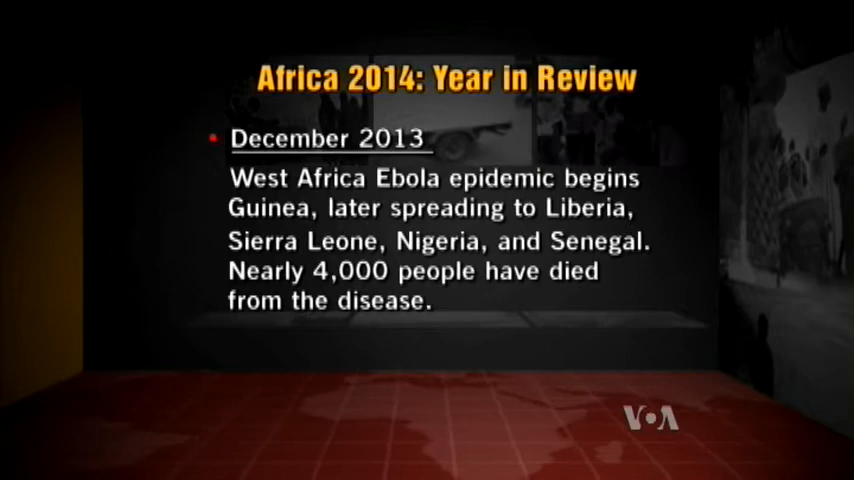 Africa 2014: Year in Review
• December 2013
West Africa Ebola epidemic begins
Guinea, later spreading to Liberia,
Sierra Leone, Nigeria, and Senegal.
Nearly 4,000 people have died
from the disease.
VOA